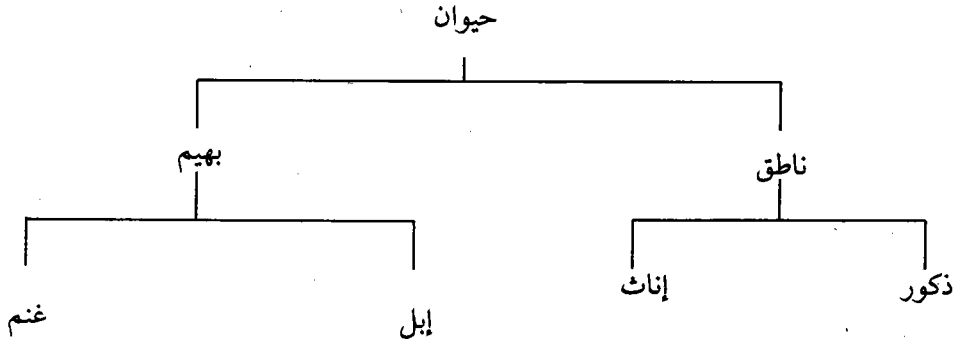 حيوان
ناطق
بهيم
ذكور
إناث
إبل
غنم